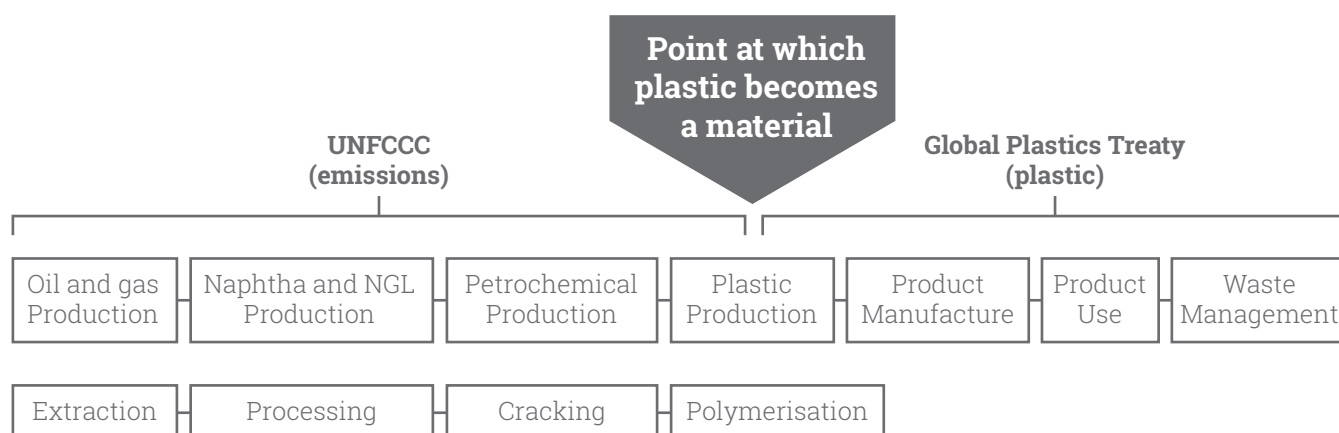 Point at which
plastic becomes
a material
UNFCCC
(emissions)
Global Plastics Treaty
(plastic)
Oil and gas
Production
Naphtha and NGL
Production
Petrochemical
Production
Plastic
Production
Product
Manufacture
Product
Use
Waste
Management
Extraction
Processing
Cracking
Polymerisation